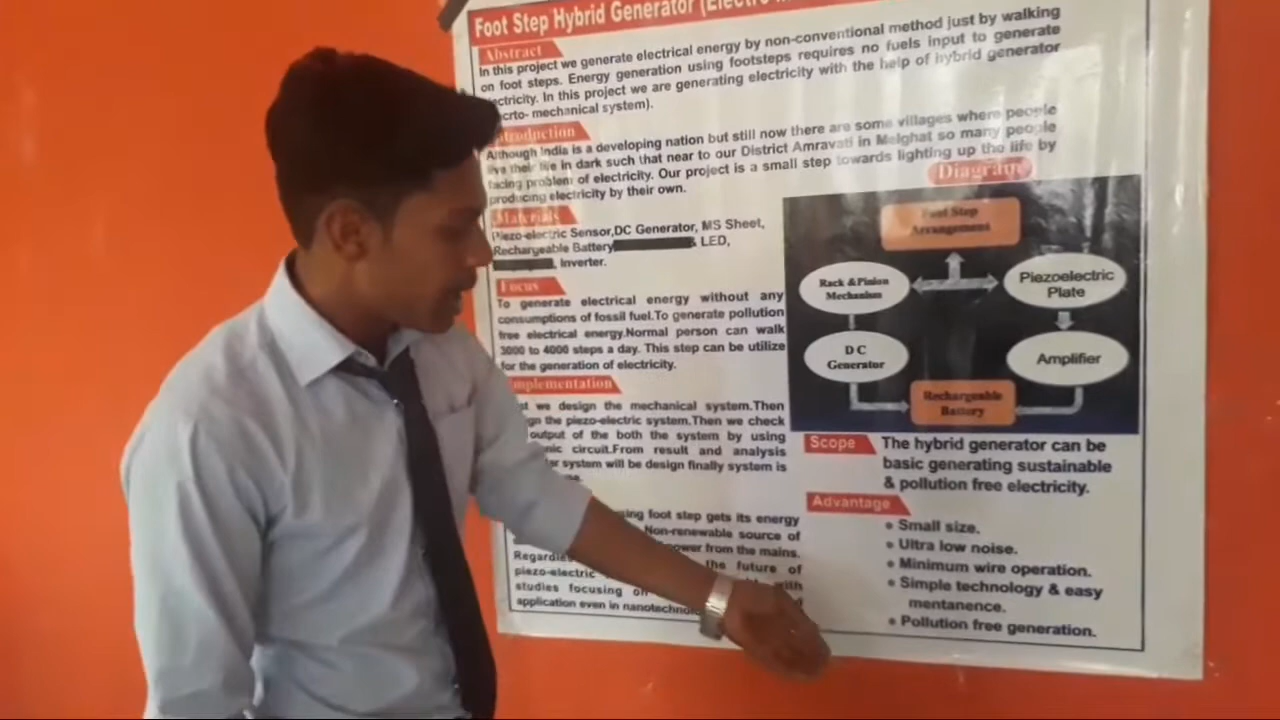 Foot Step Hybrid Generator (Electro
Abstract
In this project we generate electrical energy by non-conventional method just by walking
on foot steps. Energy generation using footsteps requires no fuels input to generate
ectricity. In this project we are generating electricity with the help of hybrid generator
crto- mechanical system).
troduction
Although India is a developing nation but still now there are some villages where people
live their live in dark such that near to our District Amravati in Melghat so many people
facing problem of electricity. Our project is a small step towards lighting up the life by
producing electricity by their own.
Materials
Piezo-electric Sensor,DC Generator, MS Sheet,
Rechargeable Battery & LED,
, Inverter.
Focus
To generate electrical energy without any
consumptions of fossil fuel.To generate pollution
free electrical energy.Normal person can walk
3000 to 4000 steps a day. This step can be utilize
for the generation of electricity.
Implementation
we design the mechanical system.Then
gn the piezo-electric system.Then we check
output of the both the system by using
nic circuit.From result and analysis
system will be design finally system is
sing foot step gets its energy
Non-renewable source of
power from the mains.
the future of
piezo-electric with
studies focusing on
application even in nanotechnol
Diagram
Foot Step
Arrangement
Rack &Pinion
Mechanism
Piezoelectric
Plate
D C
Generator
Amplifier
Rechargeable
Battery
Scope
The hybrid generator can be
basic generating sustainable
& pollution free electricity.
Advantage
• Small size.
• Ultra low noise.
• Minimum wire operation.
• Simple technology & easy
mentanence.
• Pollution free generation.